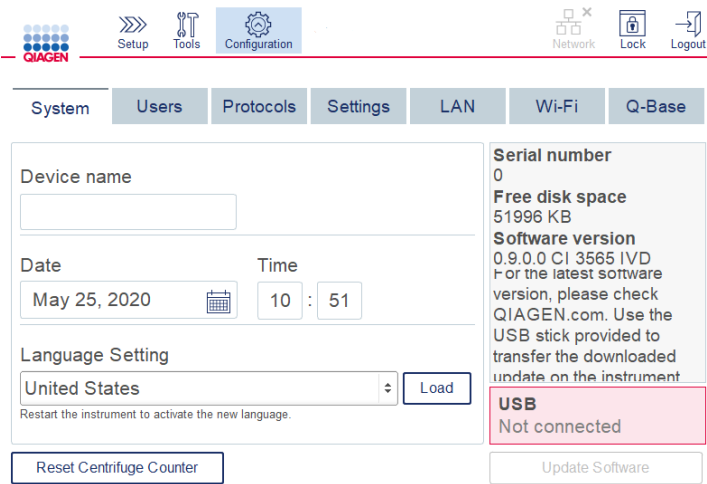 QIAGEN
Setup
Tools
Configuration
Network
Lock
Logout
System
Users
Protocols
Settings
LAN
Wi-Fi
Q-Base
Device name
Date
Time
May 25, 2020
10 : 51
Language Setting
United States
Load
Restart the instrument to activate the new language.
Serial number
0
Free disk space
51996 KB
Software version
0.9.0.0 CI 3565 IVD
For the latest software
version, please check
QIAGEN.com. Use the
USB stick provided to
transfer the downloaded
update on the instrument
USB
Not connected
Reset Centrifuge Counter
Update Software